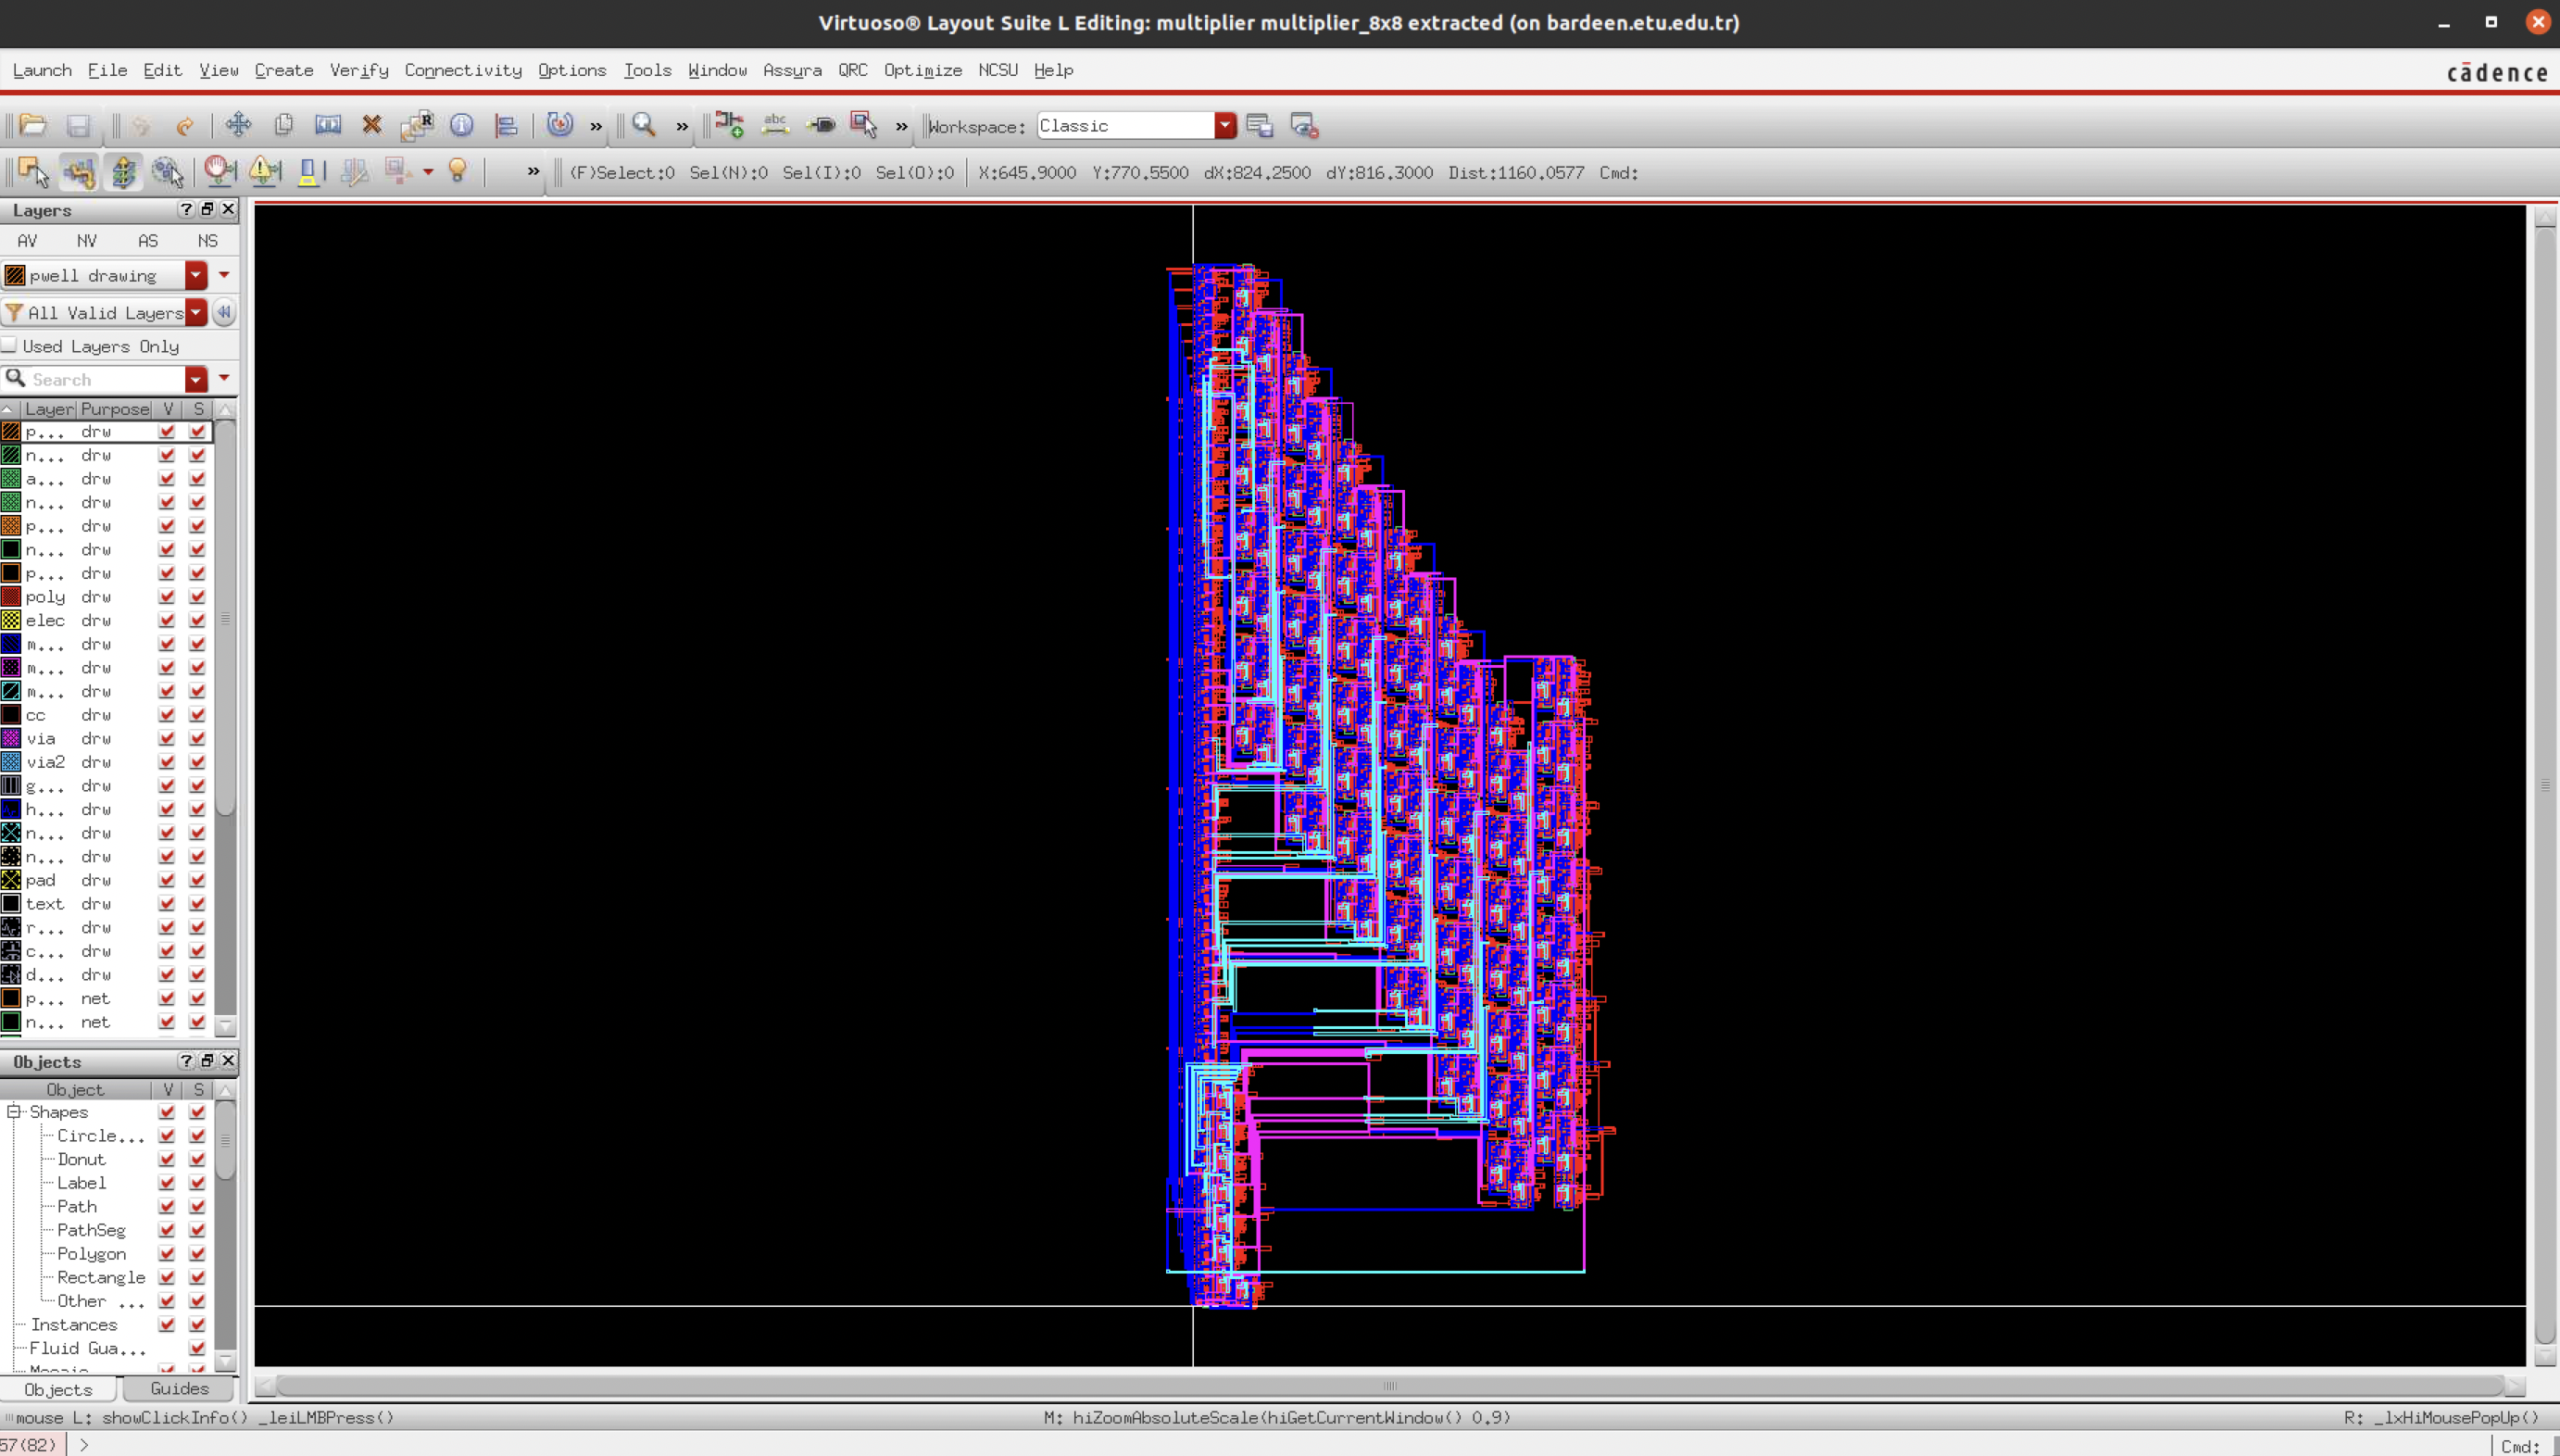 Virtuoso® Layout Suite L Editing: multiplier multiplier_8x8 extracted (on bardeen.etu.edu.tr)
Launch File Edit View Create Verify Connectivity Options Tools Window Assura QRC Optimize NCSU Help
cādence
» » » Workspace: Classic
» (F)Select:0 Sel(N):0 Sel(I):0 Sel(O):0 X:645.9000 Y:770.5500 dX:824.2500 dY:816.3000 Dist:1160.0577 Cmd:
Layers
AV NV AS NS
pwell drawing
All Valid Layers
Used Layers Only
Search
Layer Purpose V S
p... drw
n... drw
a... drw
n... drw
p... drw
n... drw
p... drw
poly drw
elec drw
m... drw
m... drw
m... drw
cc drw
via drw
via2 drw
g... drw
h... drw
n... drw
n... drw
pad drw
text drw
r... drw
c... drw
d... drw
p... net
n... net
Objects
Object V S
Shapes
Circle...
Donut
Label
Path
PathSeg
Polygon
Rectangle
Other ...
Instances
Fluid Gua...
Mosaic
Objects Guides
mouse L: showClickInfo() _leiLMBPress() M: hiZoomAbsoluteScale(hiGetCurrentWindow() 0.9) R: _lxHiMousePopUp()
57(82) > Cmd: